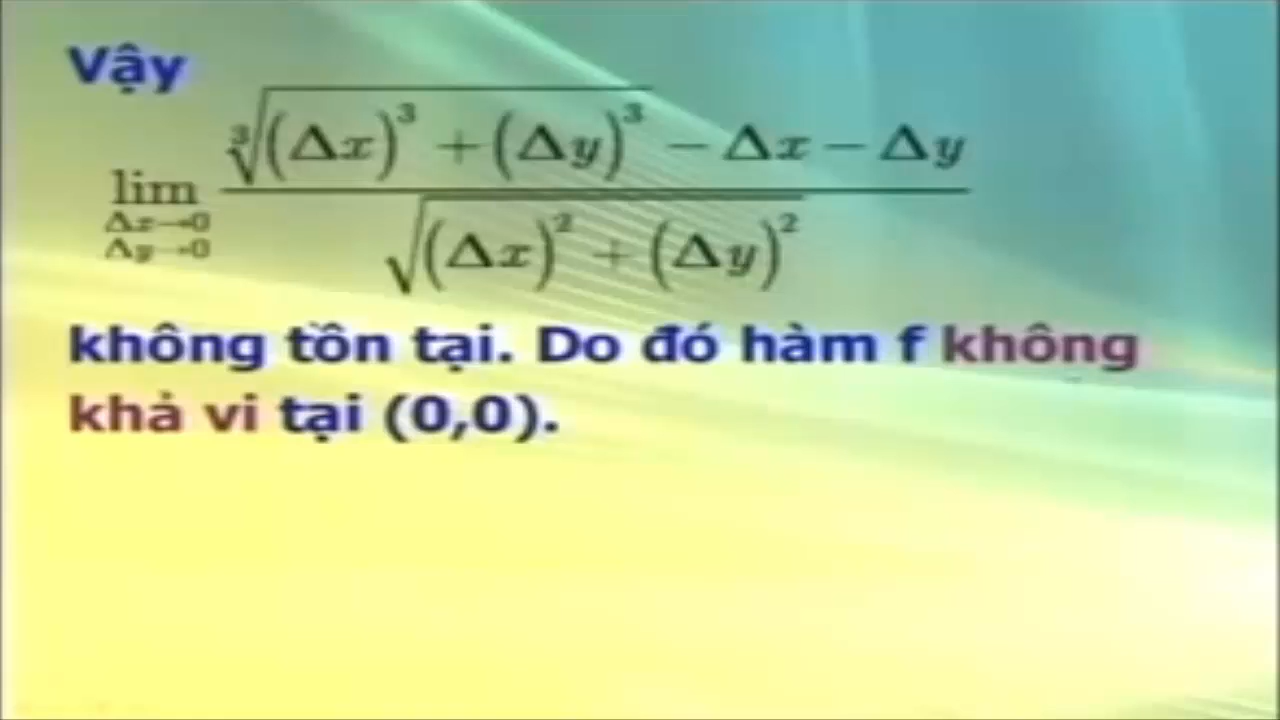 Vậy
lim Δx→0 Δy→0 ∛((Δx)³ + (Δy)³) − Δx − Δy / √((Δx)² + (Δy)²)
không tồn tại. Do đó hàm f không
khả vi tại (0,0).